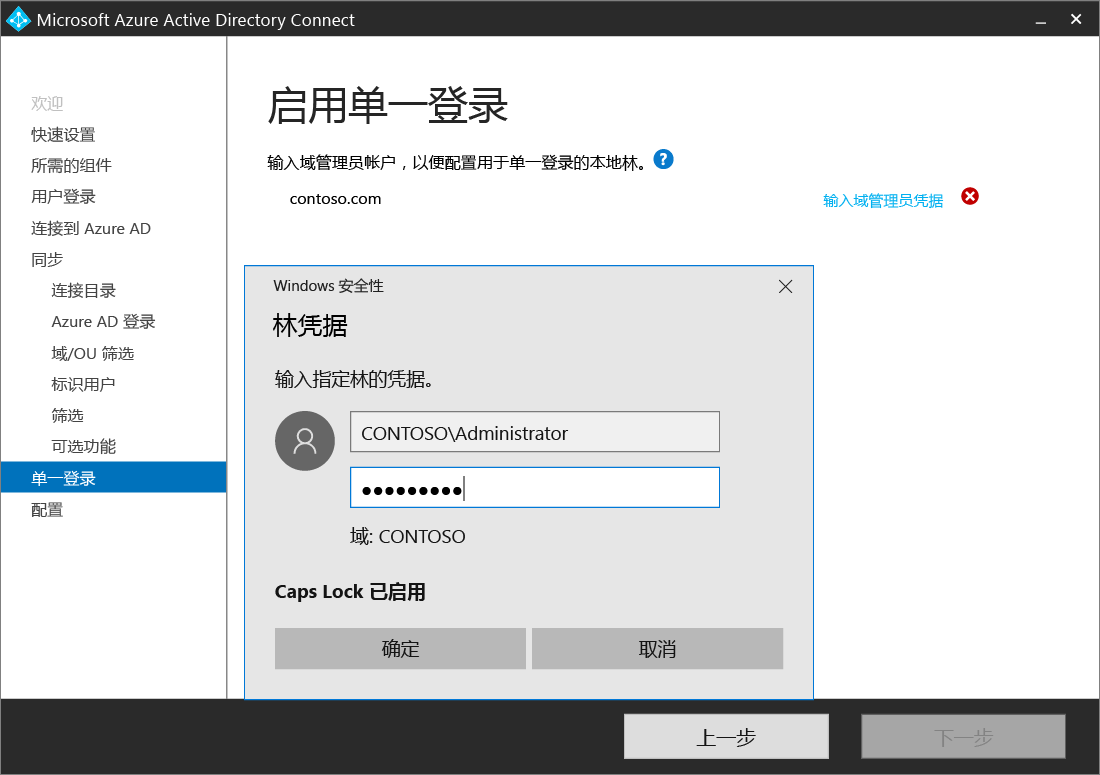 Microsoft Azure Active Directory Connect
欢迎
快速设置
所需的组件
用户登录
连接到 Azure AD
同步
连接目录
Azure AD 登录
域/OU 筛选
标识用户
筛选
可选功能
单一登录
配置
启用单一登录
输入域管理员帐户，以便配置用于单一登录的本地林。
contoso.com
输入域管理员凭据
Windows 安全性
林凭据
输入指定林的凭据。
CONTOSO\Administrator
●●●●●●●●●
域: CONTOSO
Caps Lock 已启用
确定
取消
上一步
下一步